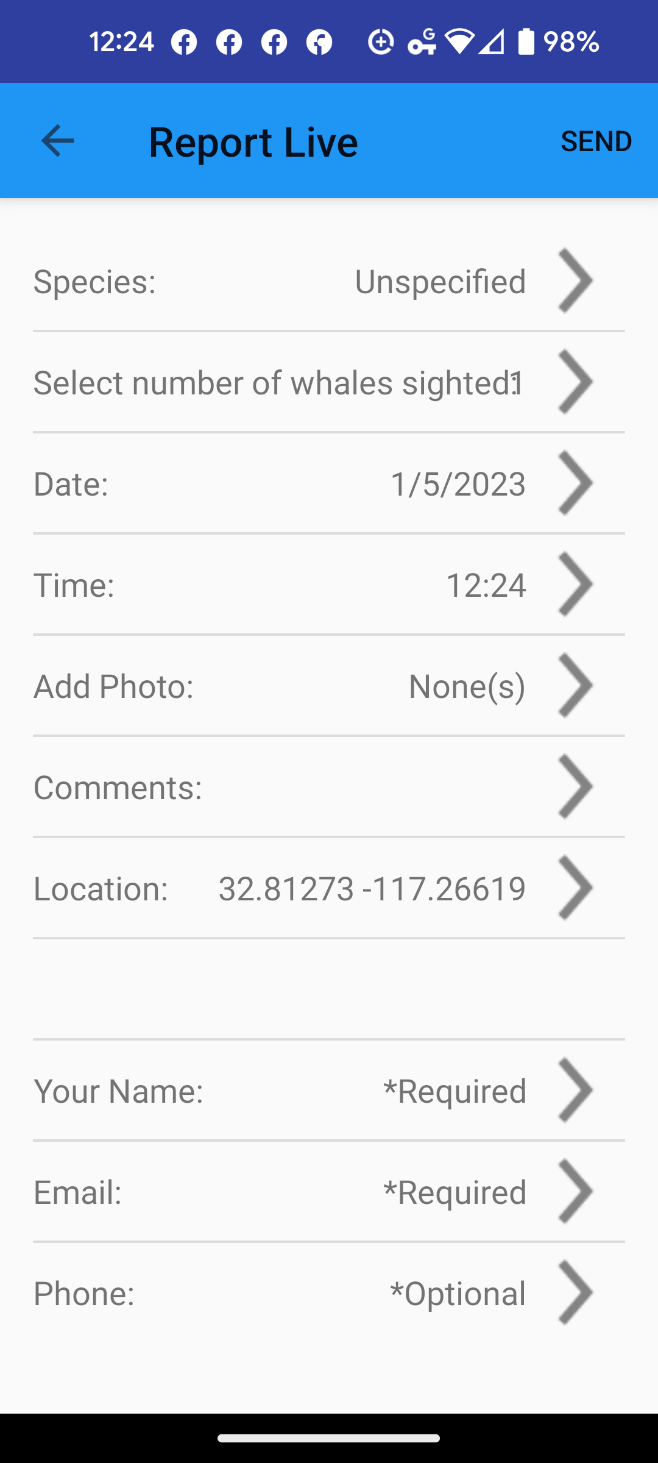 12:24 98%
Report Live SEND
Species: Unspecified
Select number of whales sighted: 1
Date: 1/5/2023
Time: 12:24
Add Photo: None(s)
Comments:
Location: 32.81273 -117.26619
Your Name: *Required
Email: *Required
Phone: *Optional